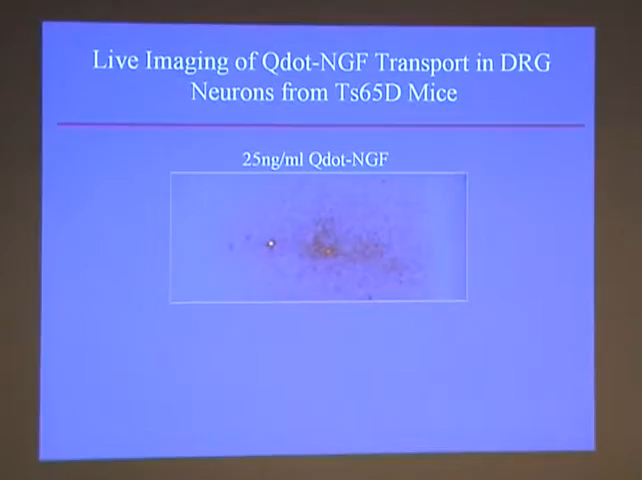 Live Imaging of Qdot-NGF Transport in DRG
Neurons from Ts65D Mice
25ng/ml Qdot-NGF